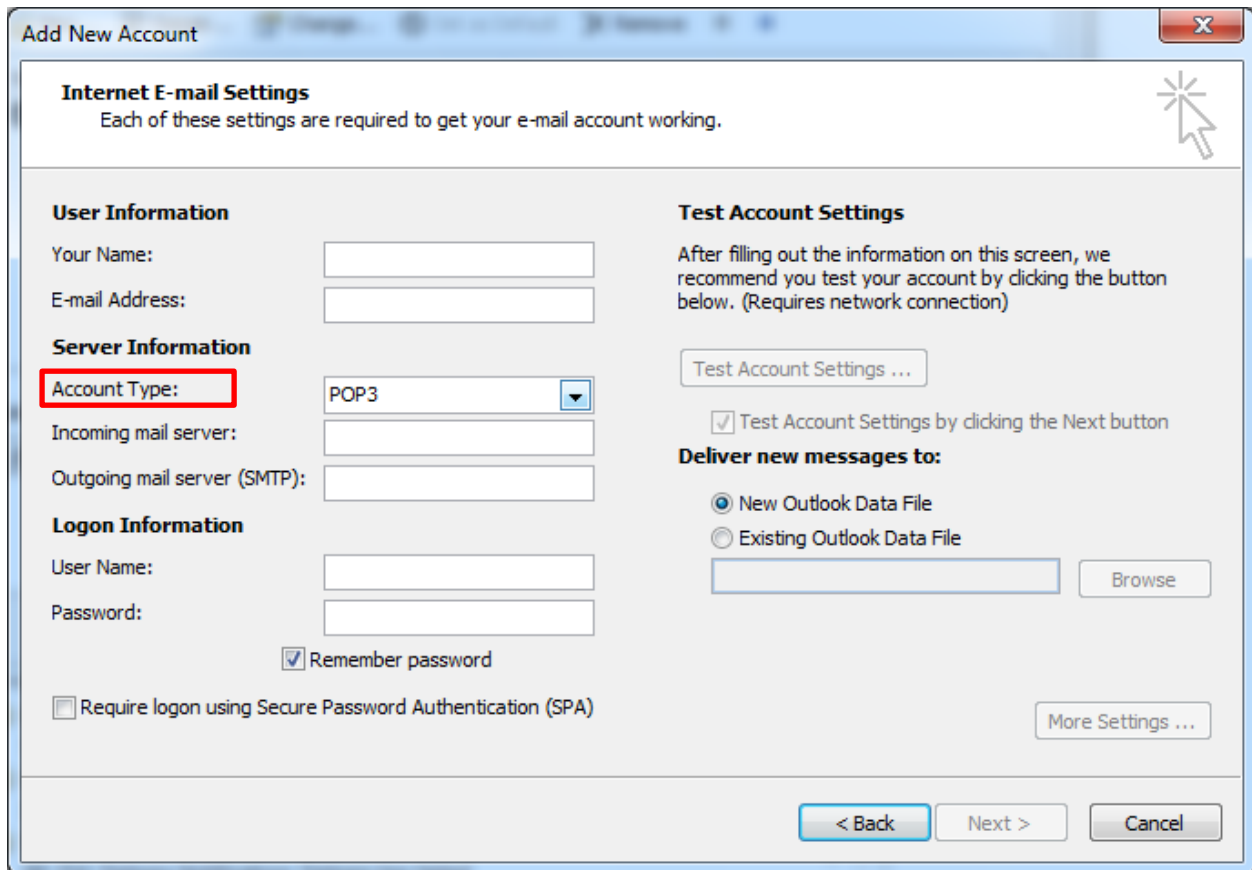 Add New Account
Internet E-mail Settings
Each of these settings are required to get your e-mail account working.
User Information
Your Name:
E-mail Address:
Server Information
Account Type:
POP3
Incoming mail server:
Outgoing mail server (SMTP):
Logon Information
User Name:
Password:
Remember password
Require logon using Secure Password Authentication (SPA)
Test Account Settings
After filling out the information on this screen, we
recommend you test your account by clicking the button
below. (Requires network connection)
Test Account Settings ...
Test Account Settings by clicking the Next button
Deliver new messages to:
New Outlook Data File
Existing Outlook Data File
Browse
More Settings ...
< Back
Next >
Cancel